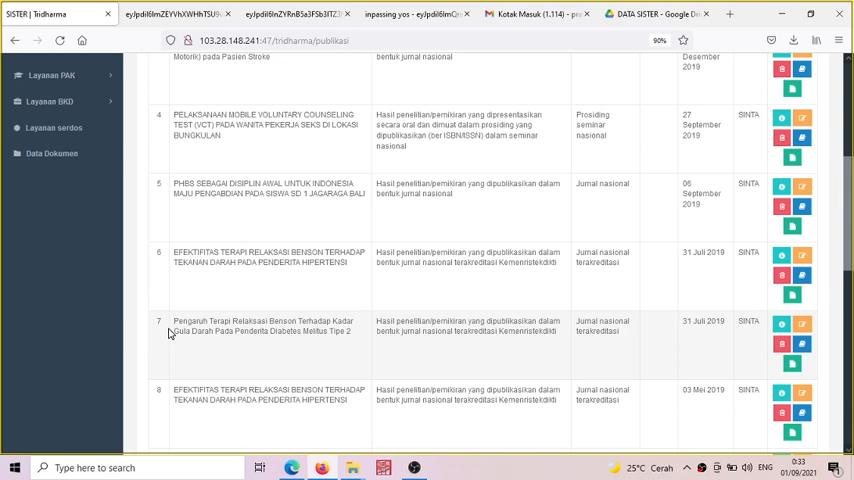 SISTER | Tridharma
eyJpdil6ImZEYVhXWHhTSU9
eyJpdil6InZYRnB5a3FSb3ITZ3
inpassing yos - eyJpdil6ImQra
Kotak Masuk (1.114) - pra
DATA SISTER - Google Dri
103.28.148.241:47/tridharma/publikasi
90%
Layanan PAK
Layanan BKD
Layanan serdos
Data Dokumen
Motorik) pada Pasien Stroke
bentuk jurnal nasional
Desember
2019
4
PELAKSANAAN MOBILE VOLUNTARY COUNSELING
TEST (VCT) PADA WANITA PEKERJA SEKS DI LOKASI
BUNGKULAN
Hasil penelitian/pemikiran yang dipresentasikan
secara oral dan dimuat dalam prosiding yang
dipublikasikan (ber ISBN/ISSN) dalam seminar
nasional
Prosiding
seminar
nasional
27
September
2019
SINTA
5
PHBS SEBAGAI DISIPLIN AWAL UNTUK INDONESIA
MAJU PENGABDIAN PADA SISWA SD 1 JAGARAGA BALI
Hasil penelitian/pemikiran yang dipublikasikan dalam
bentuk jurnal nasional
Jurnal nasional
06
September
2019
SINTA
6
EFEKTIFITAS TERAPI RELAKSASI BENSON TERHADAP
TEKANAN DARAH PADA PENDERITA HIPERTENSI
Hasil penelitian/pemikiran yang dipublikasikan dalam
bentuk jurnal nasional terakreditasi Kemenristekdikti
Jurnal nasional
terakreditasi
31 Juli 2019
SINTA
7
Pengaruh Terapi Relaksasi Benson Terhadap Kadar
Gula Darah Pada Penderita Diabetes Melitus Tipe 2
Hasil penelitian/pemikiran yang dipublikasikan dalam
bentuk jurnal nasional terakreditasi Kemenristekdikti
Jurnal nasional
terakreditasi
31 Juli 2019
SINTA
8
EFEKTIFITAS TERAPI RELAKSASI BENSON TERHADAP
TEKANAN DARAH PADA PENDERITA HIPERTENSI
Hasil penelitian/pemikiran yang dipublikasikan dalam
bentuk jurnal nasional terakreditasi Kemenristekdikti
Jurnal nasional
terakreditasi
03 Mei 2019
SINTA
Type here to search
25°C Cerah
ENG
0:33
01/09/2021